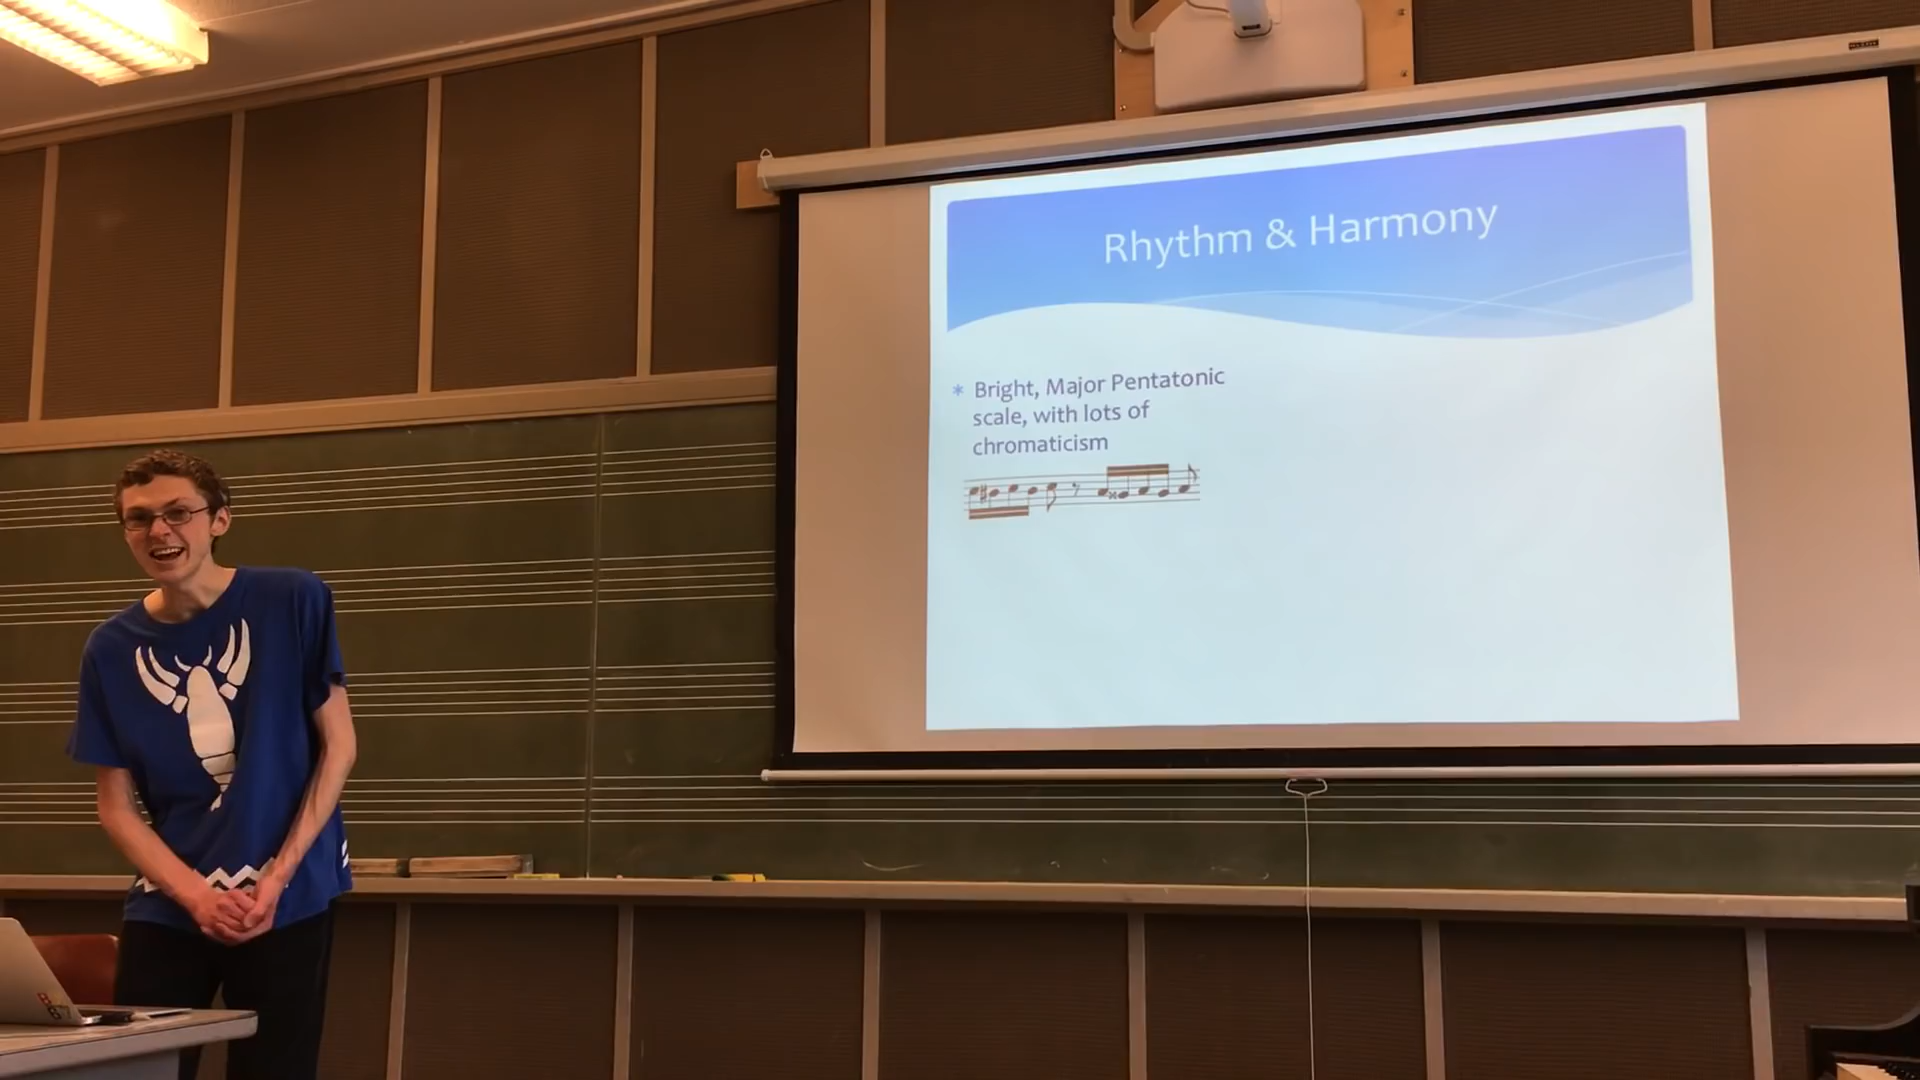 Rhythm & Harmony
* Bright, Major Pentatonic
scale, with lots of
chromaticism